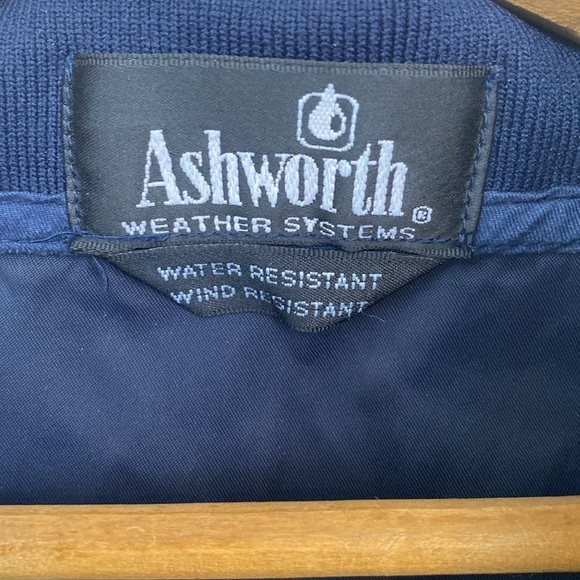 Ashworth®
WEATHER SYSTEMS
WATER RESISTANT
WIND RESISTANT